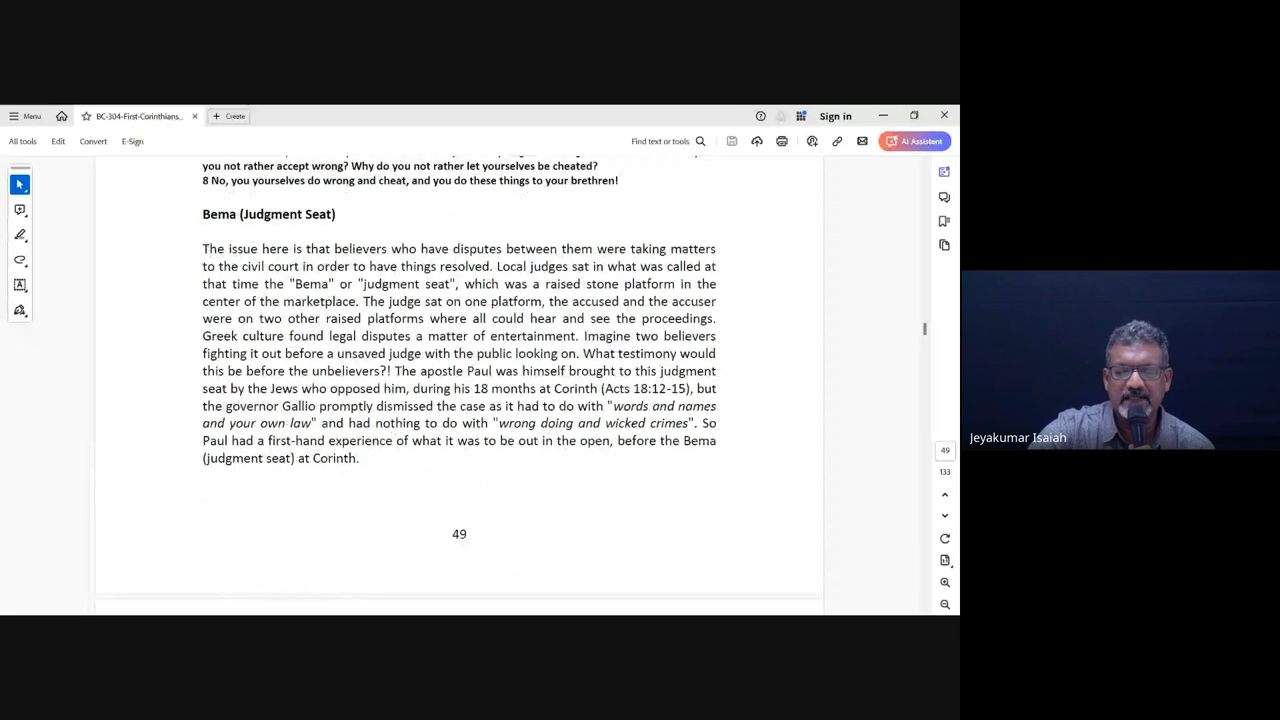 Menu
BC-304-First-Corinthians...
Create
Sign in
All tools
Edit
Convert
E-Sign
Find text or tools
AI Assistant
you not rather accept wrong? Why do you not rather let yourselves be cheated?
8 No, you yourselves do wrong and cheat, and you do these things to your brethren!
Bema (Judgment Seat)
The issue here is that believers who have disputes between them were taking matters
to the civil court in order to have things resolved. Local judges sat in what was called at
that time the "Bema" or "judgment seat", which was a raised stone platform in the
center of the marketplace. The judge sat on one platform, the accused and the accuser
were on two other raised platforms where all could hear and see the proceedings.
Greek culture found legal disputes a matter of entertainment. Imagine two believers
fighting it out before a unsaved judge with the public looking on. What testimony would
this be before the unbelievers?! The apostle Paul was himself brought to this judgment
seat by the Jews who opposed him, during his 18 months at Corinth (Acts 18:12-15), but
the governor Gallio promptly dismissed the case as it had to do with "words and names
and your own law" and had nothing to do with "wrong doing and wicked crimes". So
Paul had a first-hand experience of what it was to be out in the open, before the Bema
(judgment seat) at Corinth.
49
49
133
Jeyakumar Isaiah